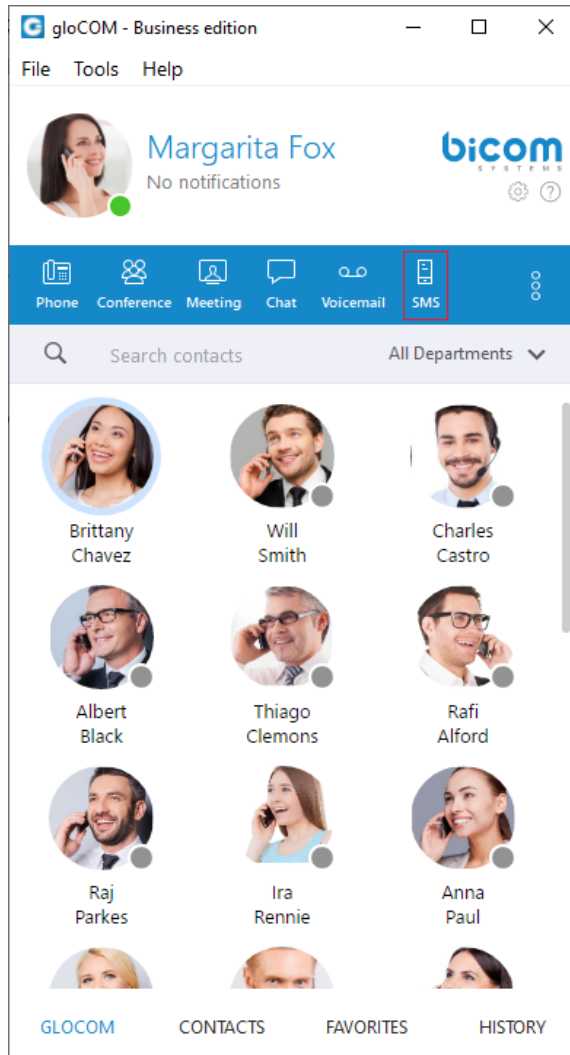 gloCOM - Business edition
File Tools Help
Margarita Fox
No notifications
bicom
SYSTEMS
Phone Conference Meeting Chat Voicemail SMS
Search contacts All Departments
Brittany Chavez
Will Smith
Charles Castro
Albert Black
Thiago Clemons
Rafi Alford
Raj Parkes
Ira Rennie
Anna Paul
GLOCOM CONTACTS FAVORITES HISTORY